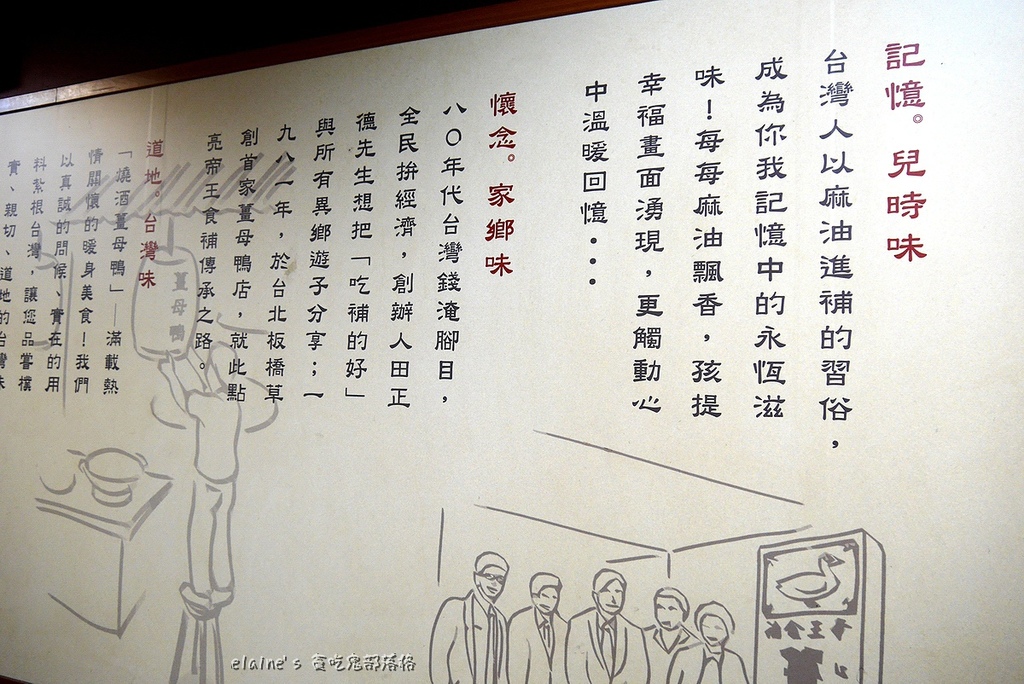 記憶。兒時味
台灣人以麻油進補的習俗，
成為你我記憶中的永恆滋
味！每每麻油飄香，孩提
幸福畫面湧現，更觸動心
中溫暖回憶...
懷念。家鄉味
八〇年代台灣錢淹腳目，
全民拚經濟，創辦人田正
德先生想把「吃補的好」
與所有異鄉遊子分享；一
九八一年，於台北板橋草
創首家薑母鴨店，就此點
亮帝王食補傳承之路。
道地。台灣味
「燒酒薑母鴨」—滿載熱
情關懷的暖身美食！我們
以真誠的問候、實在的用
料紮根台灣，讓您品嘗樸
實、親切、道地的台灣味
薑母鴨
elaine's 貪吃鬼部落格